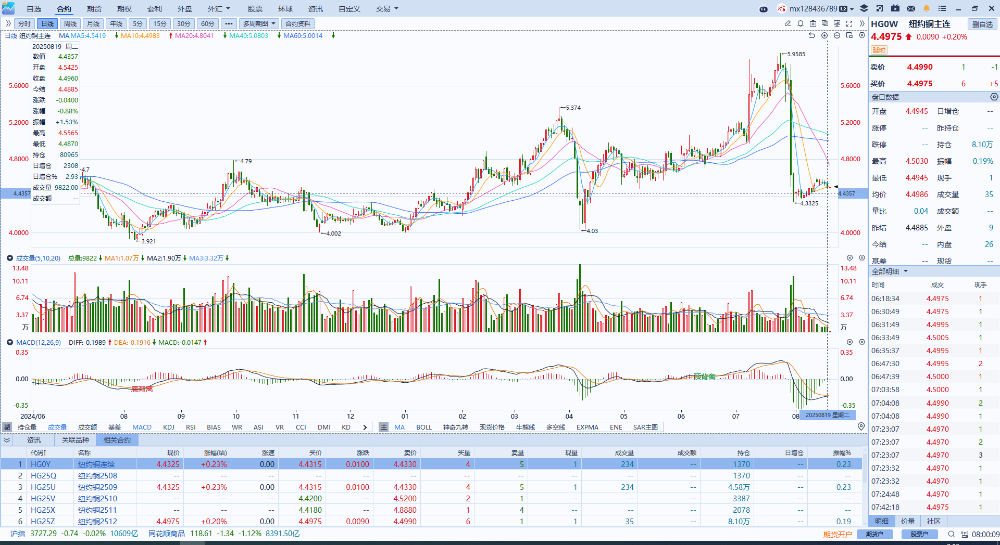 自选 合约 期货 期权 套利 外盘 外汇 股票 环球 资讯 自定义 交易 mx128436789 L2
分时 日线 周线 月线 年线 5分 15分 30分 60分 ••• 多周期图 合约资料
日线 纽约铜主连 MA MA5:4.5419 MA10:4.4983 MA20:4.8041 MA40:5.0803 MA60:5.0014
20250819 周二
数值 4.4357
开盘 4.5425
收盘 4.4960
今结 4.4885
涨跌 -0.0400
涨幅 -0.88%
振幅 +1.53%
最高 4.5565
最低 4.4870
持仓 80965
日增仓 2308
日增仓% 2.93
成交量 9822.00
成交额 --
5.6000
5.2000
4.8000
4.4357
4.0000
4.7
3.921
4.79
4.002
5.374
4.03
5.9585
4.3325
5.6000
5.2000
4.8000
4.4357
4.0000
成交量(5,10,20) 总量:9822 MA1:1.07万 MA2:1.90万 MA3:3.32万
13.48 13.48
10.11 10.11
6.74 6.74
3.37 3.37
万 万
MACD(12,26,9) DIFF:-0.1989 DEA:-0.1916 MACD:-0.0147
0.35 0.35
0.00 0.00
-0.35 -0.35
底背离
顶背离
2024/06 08 09 10 11 12 01 02 03 04 05 06 07 08 20250819 星期二
副 持仓量 成交量 成交额 基差 MACD KDJ RSI BIAS WR ASI VR CCI DMI KD 主 MA BOLL 神奇九转 现货价格 牛熊线 多空线 EXPMA ENE SAR主图
资讯 关联品种 相关合约
代码↑ 名称 现价 涨幅(结) 涨速 买价 涨跌 卖价 买量 卖量 现量 成交量 成交额 持仓 日增仓 振幅%
1 HG0Y 纽约铜连续 4.4325 +0.23% 0.00 4.4315 0.0100 4.4330 4 5 1 234 -- 1370 -- 0.23
2 HG25Q 纽约铜2508 -- -- -- -- -- -- -- -- -- -- -- 1370 -- --
3 HG25U 纽约铜2509 4.4325 +0.23% 0.00 4.4315 0.0100 4.4330 4 5 1 234 -- 4.58万 -- 0.23
4 HG25V 纽约铜2510 -- -- -- 4.4200 -- 4.5200 2 1 -- -- -- 3387 -- --
5 HG25X 纽约铜2511 -- -- -- 4.4180 -- 4.8880 1 4 -- -- -- 2078 -- --
6 HG25Z 纽约铜2512 4.4975 +0.20% 0.00 4.4975 0.0090 4.4990 6 1 1 35 -- 8.10万 -- 0.19
沪指 3727.29 -0.74 -0.02% 10609亿 同花顺商品 118.61 -1.34 -1.12% 8391.50亿 期货开户 期货户 股票户 08:00:09
HG0W 纽约铜主连 删自选
4.4975 0.0090 +0.20%
延时
卖价 4.4990 1 -1
买价 4.4975 6 +5
盘口数据
开盘 4.4945 日增仓 --
涨停 -- 昨持仓 --
跌停 -- 持仓 8.10万
最高 4.5030 振幅 0.19%
最低 4.4945 现手 1
均价 4.4986 成交量 35
量比 0.04 成交额 --
昨结 4.4885 外盘 9
今结 -- 内盘 26
基差 -- 现货 --
全部明细
时间 成交 现手
06:18:34 4.4975 1
06:30:49 4.4975 1
06:31:49 4.4995 1
06:33:49 4.5005 1
06:35:37 4.4995 1
06:47:30 4.4995 2
06:47:39 4.5000 1
07:03:58 4.5000 1
07:04:08 4.4990 2
07:04:08 4.4990 1
07:23:07 4.4970 1
07:23:07 4.4970 2
07:23:07 4.4970 3
07:23:32 4.4970 1
07:23:32 4.4970 1
07:24:48 4.4970 1
07:42:18 4.4975 1
明细 价量 社区